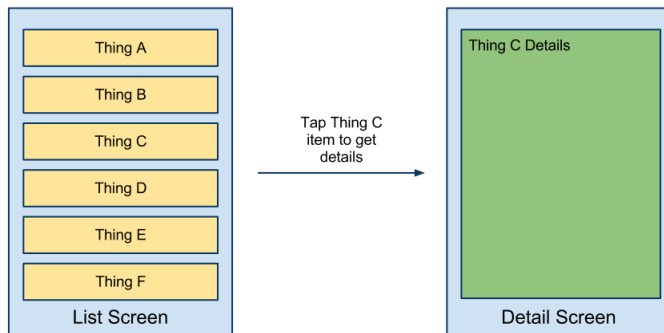 Thing A
Thing B
Thing C
Thing D
Thing E
Thing F
List Screen
Tap Thing C
item to get
details
Thing C Details
Detail Screen